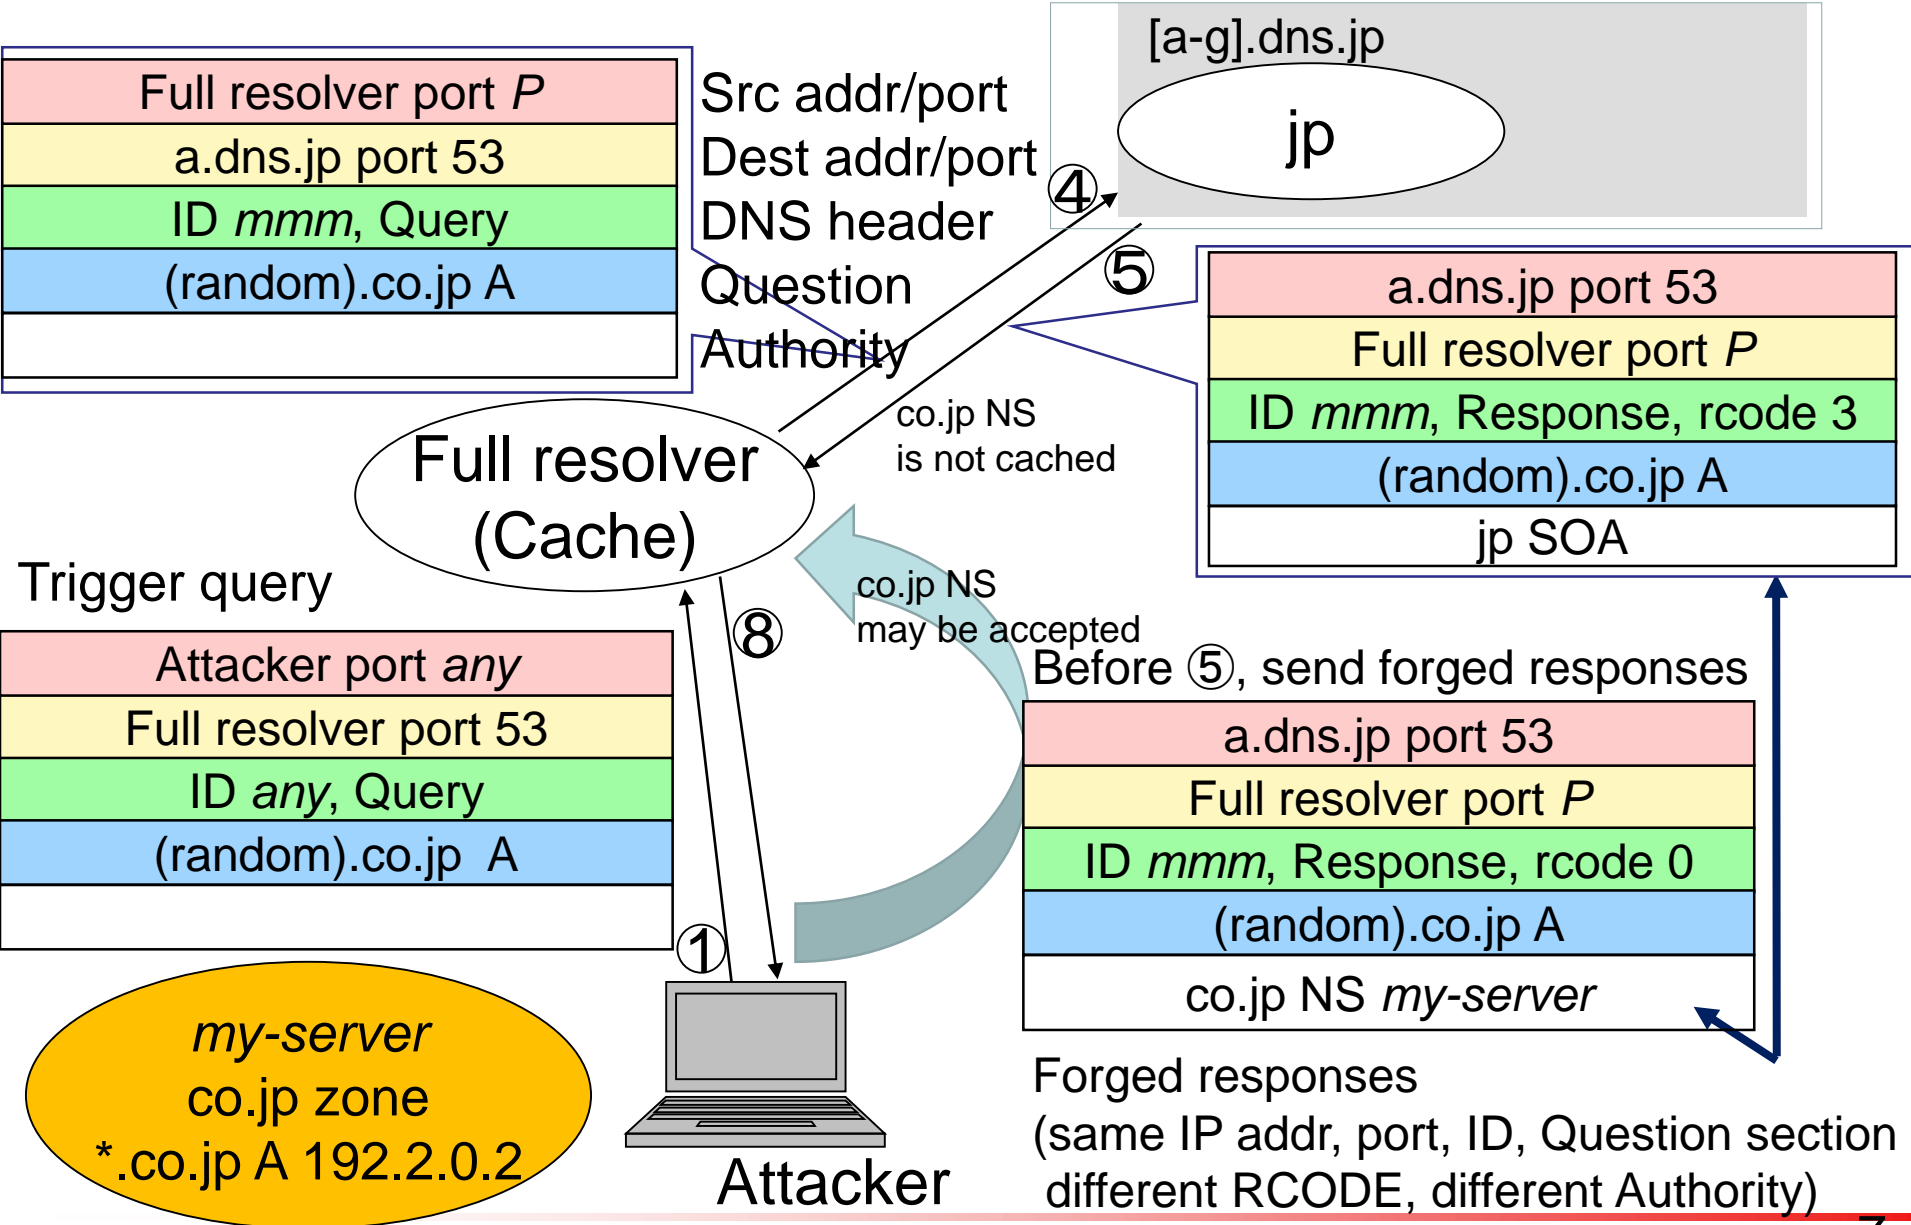 [a-g].dns.jp
jp
Full resolver port P
a.dns.jp port 53
ID mmm, Query
(random).co.jp A
Src addr/port
Dest addr/port
DNS header
Question
Authority
④
⑤
a.dns.jp port 53
Full resolver port P
ID mmm, Response, rcode 3
(random).co.jp A
jp SOA
co.jp NS
is not cached
Full resolver
(Cache)
Trigger query
Attacker port any
Full resolver port 53
ID any, Query
(random).co.jp A
①
⑧
co.jp NS
may be accepted
Before ⑤, send forged responses
a.dns.jp port 53
Full resolver port P
ID mmm, Response, rcode 0
(random).co.jp A
co.jp NS my-server
my-server
co.jp zone
*.co.jp A 192.2.0.2
Attacker
Forged responses
(same IP addr, port, ID, Question section
different RCODE, different Authority)